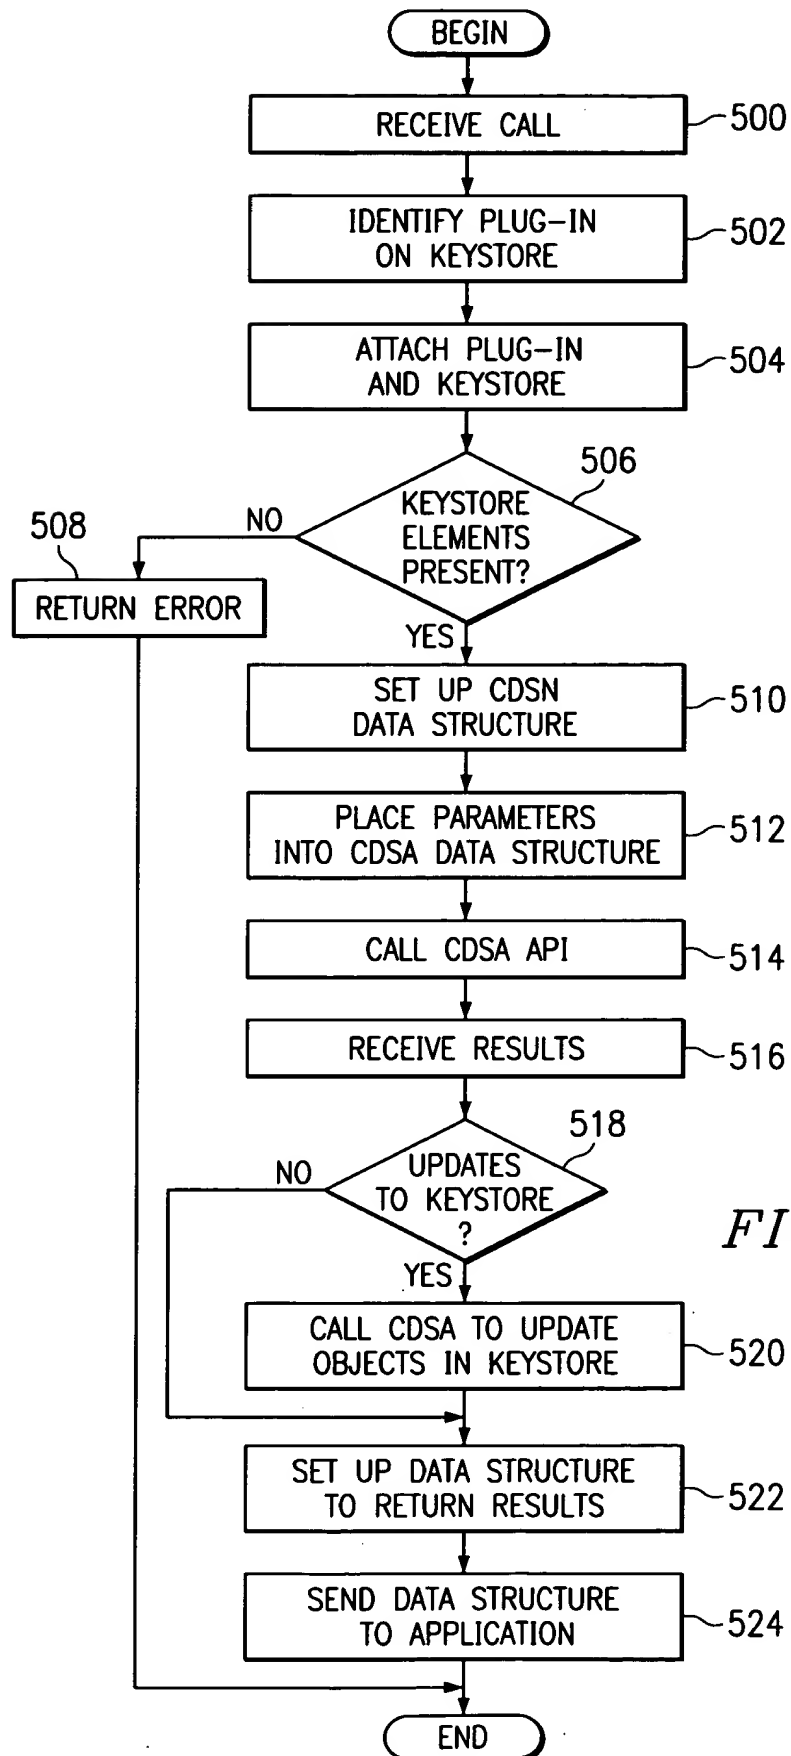 BEGIN
RECEIVE CALL
500
IDENTIFY PLUG-IN
ON KEYSTORE
502
ATTACH PLUG-IN
AND KEYSTORE
504
506
KEYSTORE
ELEMENTS
PRESENT?
NO
508
RETURN ERROR
YES
SET UP CDSN
DATA STRUCTURE
510
PLACE PARAMETERS
INTO CDSA DATA STRUCTURE
512
CALL CDSA API
514
RECEIVE RESULTS
516
518
UPDATES
TO KEYSTORE
?
NO
FI
YES
CALL CDSA TO UPDATE
OBJECTS IN KEYSTORE
520
SET UP DATA STRUCTURE
TO RETURN RESULTS
522
SEND DATA STRUCTURE
TO APPLICATION
524
END